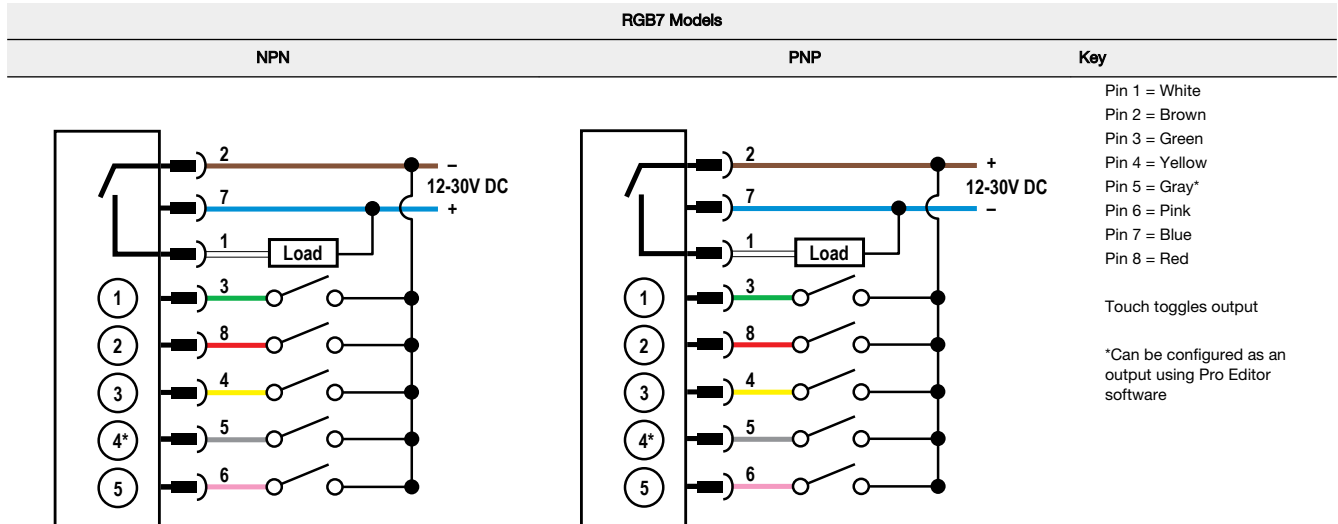 RGB7 Models
NPN
PNP
Key
2
–
12-30V DC
7
+
1
Load
1
3
2
8
3
4
4*
5
5
6
2
+
12-30V DC
7
–
1
Load
1
3
2
8
3
4
4*
5
5
6
Pin 1 = White
Pin 2 = Brown
Pin 3 = Green
Pin 4 = Yellow
Pin 5 = Gray*
Pin 6 = Pink
Pin 7 = Blue
Pin 8 = Red
Touch toggles output
*Can be configured as an
output using Pro Editor
software